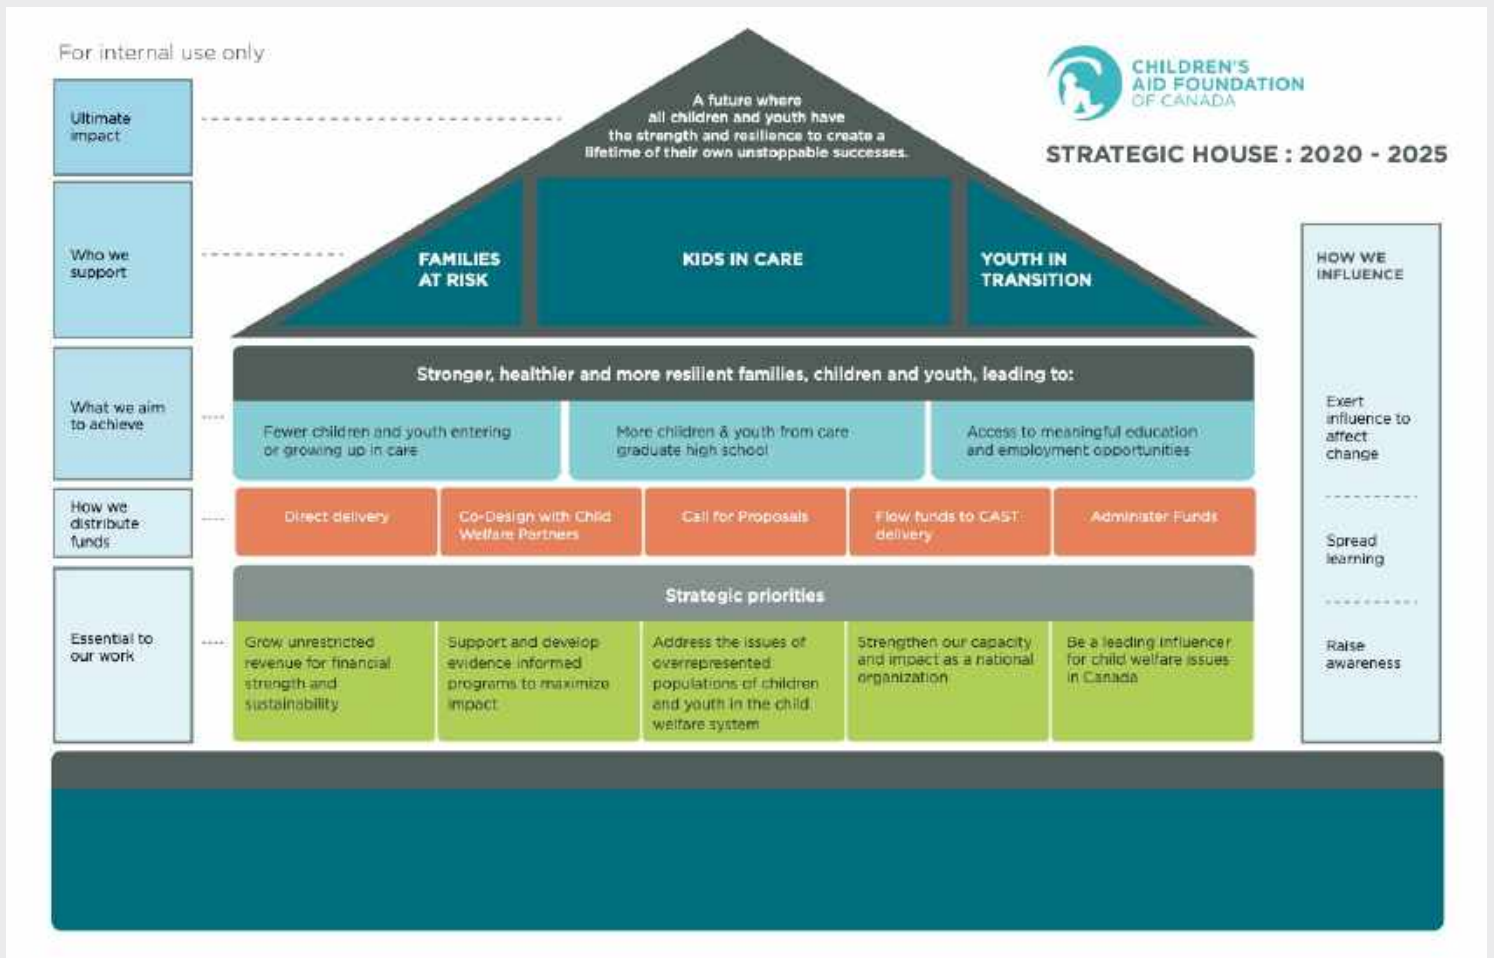 For internal use only
CHILDREN'S
AID FOUNDATION
OF CANADA
STRATEGIC HOUSE : 2020 - 2025
Ultimate
impact
A future where
all children and youth have
the strength and resilience to create a
lifetime of their own unstoppable successes.
Who we
support
FAMILIES
AT RISK
KIDS IN CARE
YOUTH IN
TRANSITION
What we aim
to achieve
Stronger, healthier and more resilient families, children and youth, leading to:
Fewer children and youth entering
or growing up in care
More children & youth from care
graduate high school
Access to meaningful education
and employment opportunities
How we
distribute
funds
Direct delivery
Co-Design with Child
Welfare Partners
Call for Proposals
Flow funds to CAST
delivery
Administer Funds
Essential to
our work
Strategic priorities
Grow unrestricted
revenue for financial
strength and
sustainability
Support and develop
evidence informed
programs to maximize
impact
Address the issues of
overrepresented
populations of children
and youth in the child
welfare system
Strengthen our capacity
and impact as a national
organization
Be a leading influencer
for child welfare issues
in Canada
HOW WE
INFLUENCE
Exert
influence to
affect
change
Spread
learning
Raise
awareness